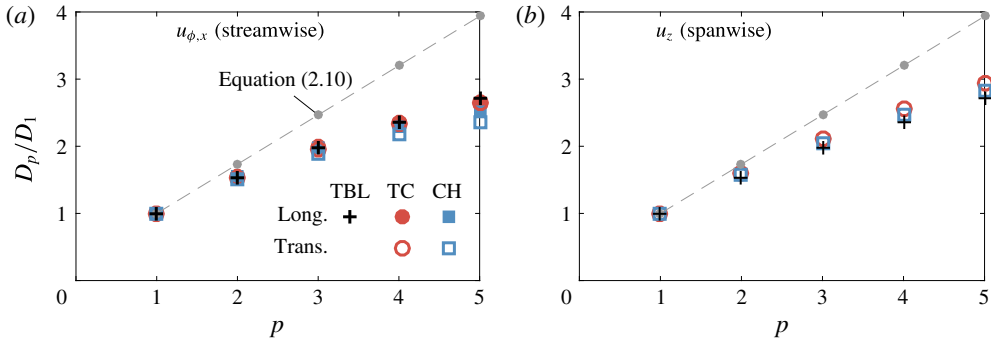 (a)
u_ϕ,x (streamwise)
Equation (2.10)
TBL TC CH
Long.
Trans.
D_p/D_1
4
3
2
1
0
1 2 3 4 5
p
(b)
u_z (spanwise)
4
3
2
1
0
1 2 3 4 5
p